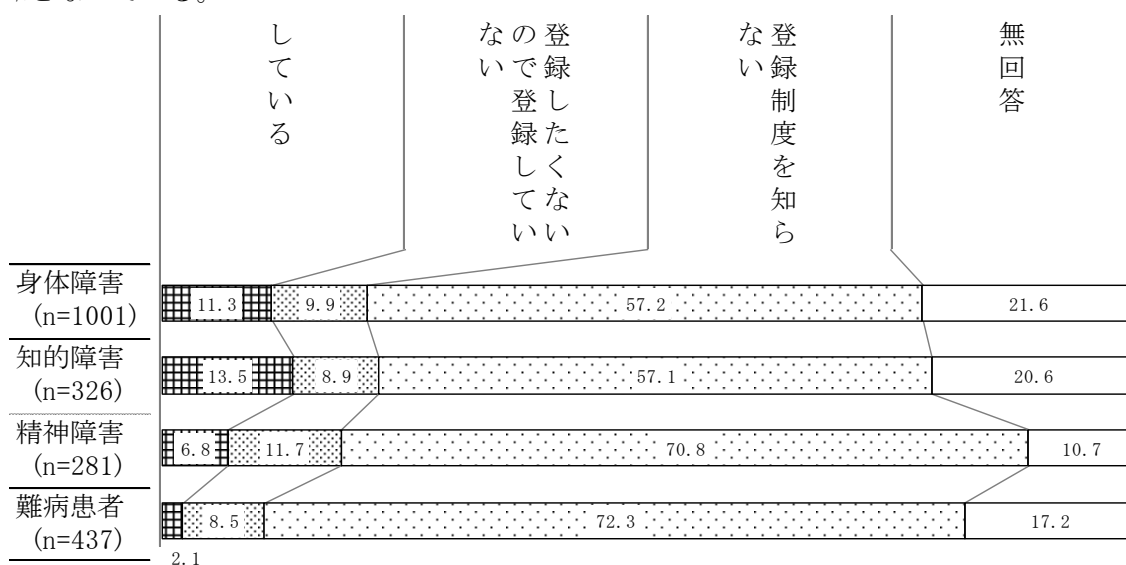 している
登録したくない
ので登録してい
ない
登録制度を知ら
ない
無回答
身体障害
(n=1001)
11.3 9.9 57.2 21.6
知的障害
(n=326)
13.5 8.9 57.1 20.6
精神障害
(n=281)
6.8 11.7 70.8 10.7
難病患者
(n=437)
8.5 72.3 17.2
2.1